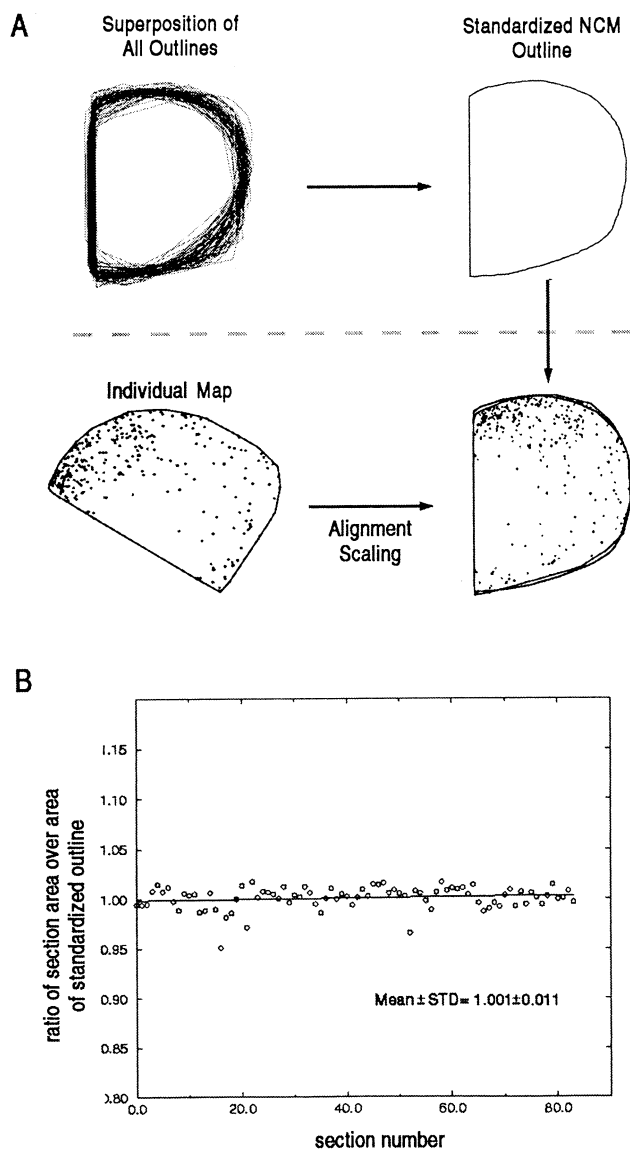 A
Superposition of
All Outlines
Standardized NCM
Outline
Individual Map
Alignment
Scaling
B
ratio of section area over area
of standardized outline
1.15
1.10
1.05
1.00
0.95
0.90
0.85
0.80
Mean ± STD= 1.001±0.011
0.0 20.0 40.0 60.0 80.0
section number